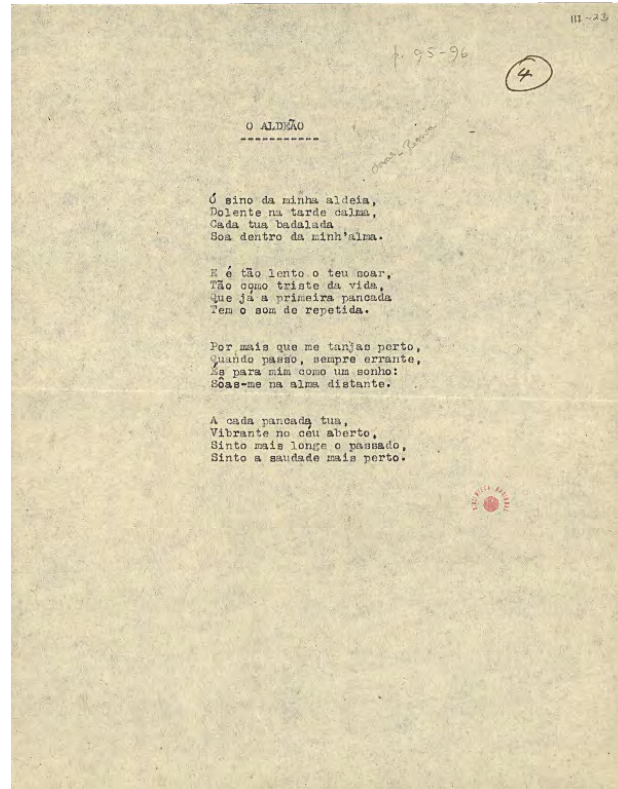 111-23
p. 95-96
4
O ALDEÃO
Ó sino da minha aldeia,
Dolente na tarde calma,
Cada tua badalada
Soa dentro da minh'alma.
E é tão lento o teu soar,
Tão como triste da vida,
Que já a primeira pancada
Tem o som de repetida.
Por mais que me tanjas perto,
Quando passo, sempre errante,
És para mim como um sonho:
Sôas-me na alma distante.
A cada pancada tua,
Vibrante no céu aberto,
Sinto mais longe o passado,
Sinto a saudade mais perto.